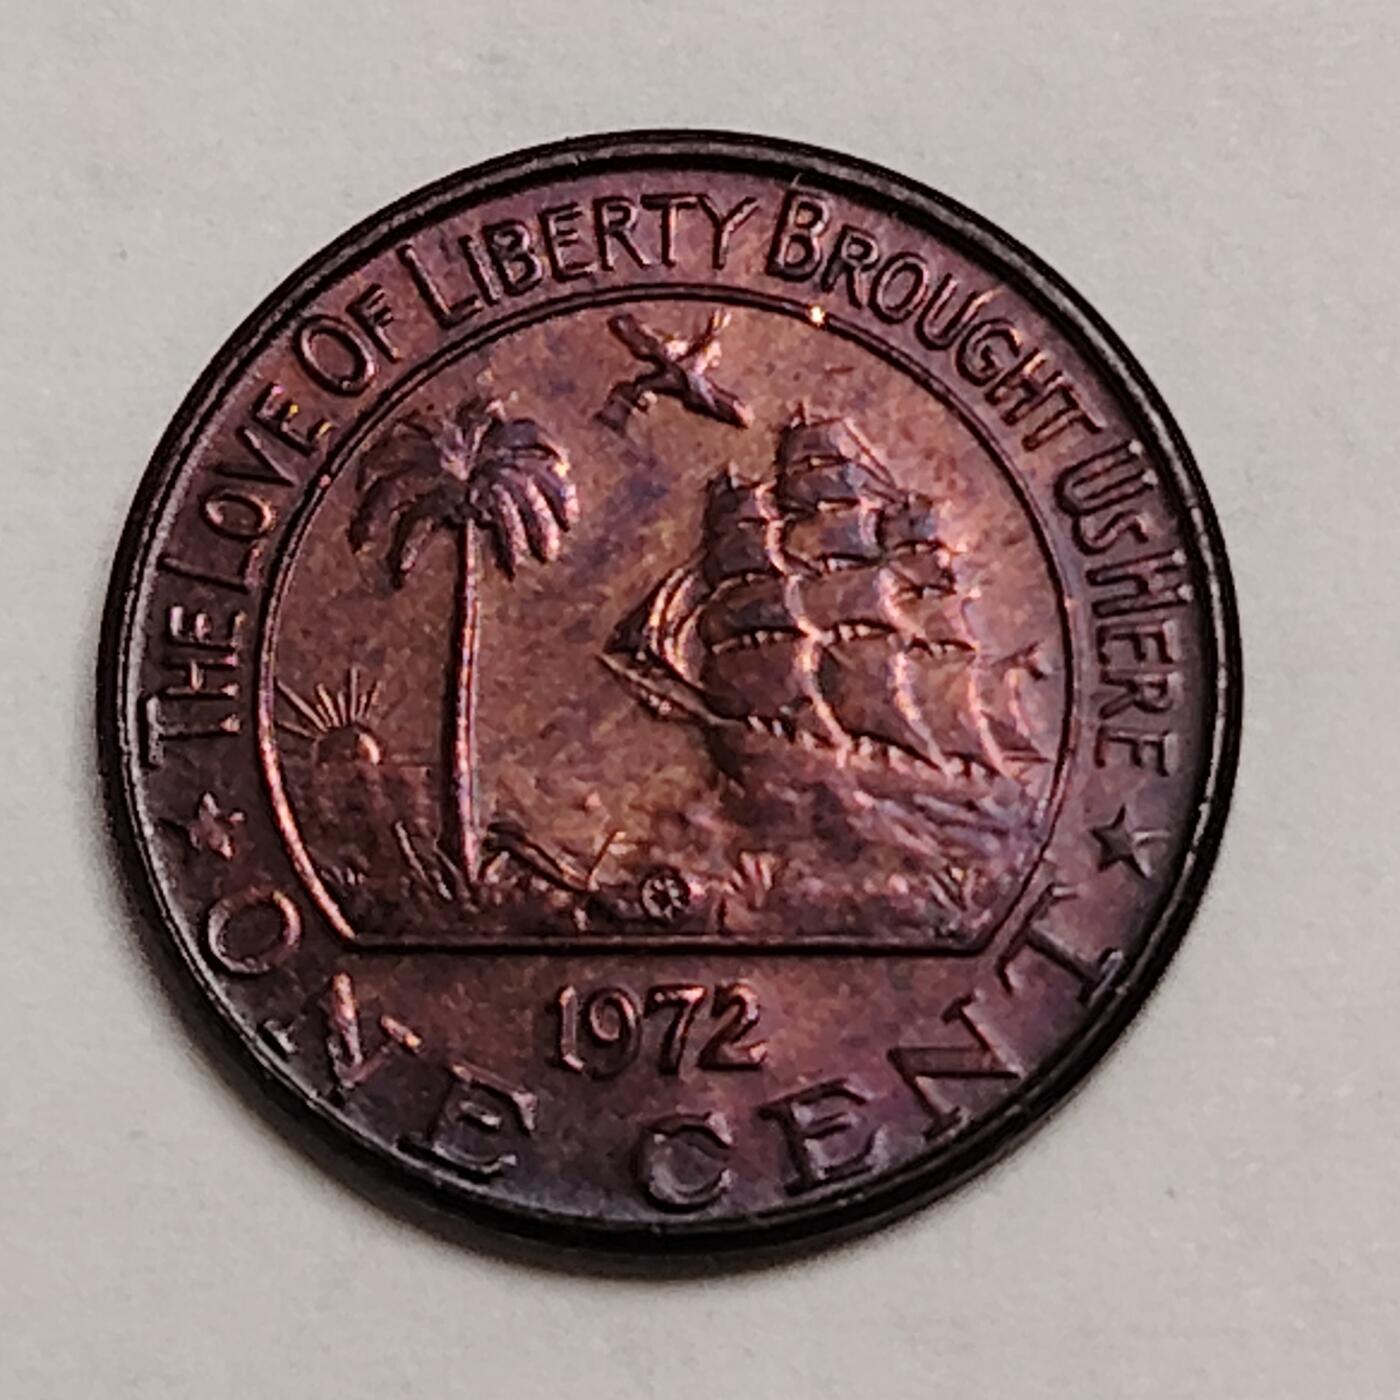 THE LOVE OF LIBERTY BROUGHT US HERE
1972
ONE CENT